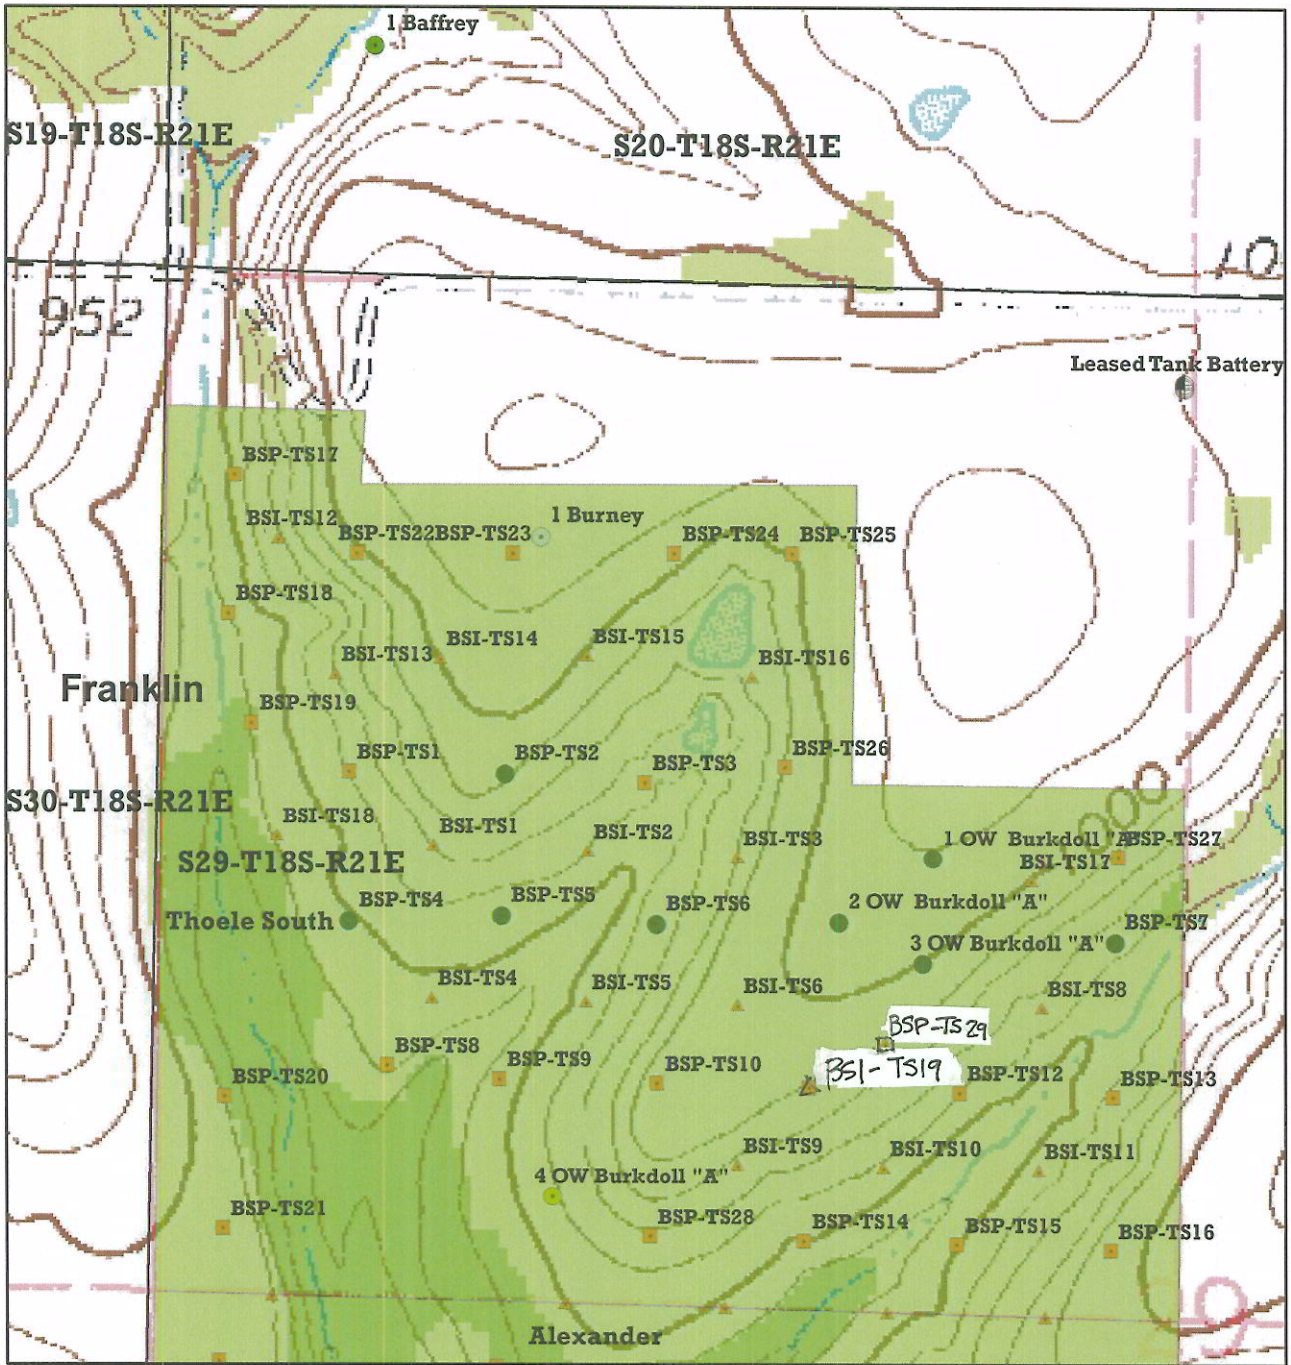 1 Baffrey
S19-T18S-R21E
S20-T18S-R21E
10
952
Leased Tank Battery
BSP-TS17
BSI-TS12
1 Burney
BSP-TS22
BSP-TS23
BSP-TS24
BSP-TS25
BSP-TS18
BSI-TS13
BSI-TS14
BSI-TS15
BSI-TS16
Franklin
BSP-TS19
BSP-TS1
BSP-TS2
BSP-TS3
BSP-TS26
S30-T18S-R21E
BSI-TS18
BSI-TS1
BSI-TS2
BSI-TS3
1000
1 OW Burkdoll "A"
BSP-TS27
BSI-TS17
S29-T18S-R21E
Thoele South
BSP-TS4
BSP-TS5
BSP-TS6
2 OW Burkdoll "A"
3 OW Burkdoll "A"
BSP-TS7
BSI-TS4
BSI-TS5
BSI-TS6
BSI-TS8
BSP-TS29
BSP-TS8
BSP-TS9
BSP-TS10
BSI-TS19
BSP-TS12
BSP-TS13
BSP-TS20
BSI-TS9
BSI-TS10
BSI-TS11
4 OW Burkdoll "A"
BSP-TS21
BSP-TS28
BSP-TS14
BSP-TS15
BSP-TS16
Alexander